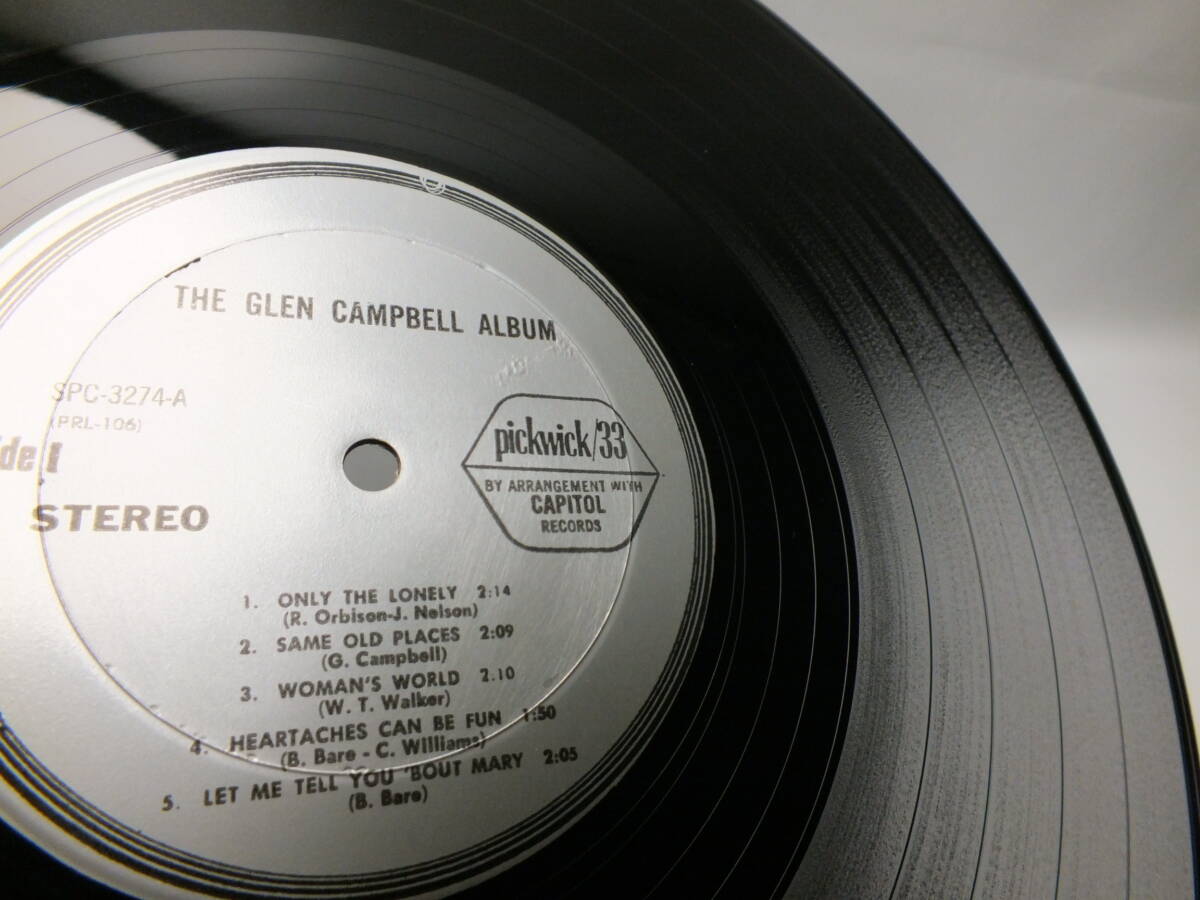 THE GLEN CAMPBELL ALBUM
SPC-3274-A
(PRL-106)
ide 1
STEREO
pickwick/33
BY ARRANGEMENT WITH
CAPITOL
RECORDS
1. ONLY THE LONELY 2:14
(R. Orbison-J. Nelson)
2. SAME OLD PLACES 2:09
(G. Campbell)
3. WOMAN'S WORLD 2.10
(W. T. Walker)
4. HEARTACHES CAN BE FUN 1:50
(B. Bare - C. Williams)
5. LET ME TELL YOU 'BOUT MARY 2:05
(B. Bare)